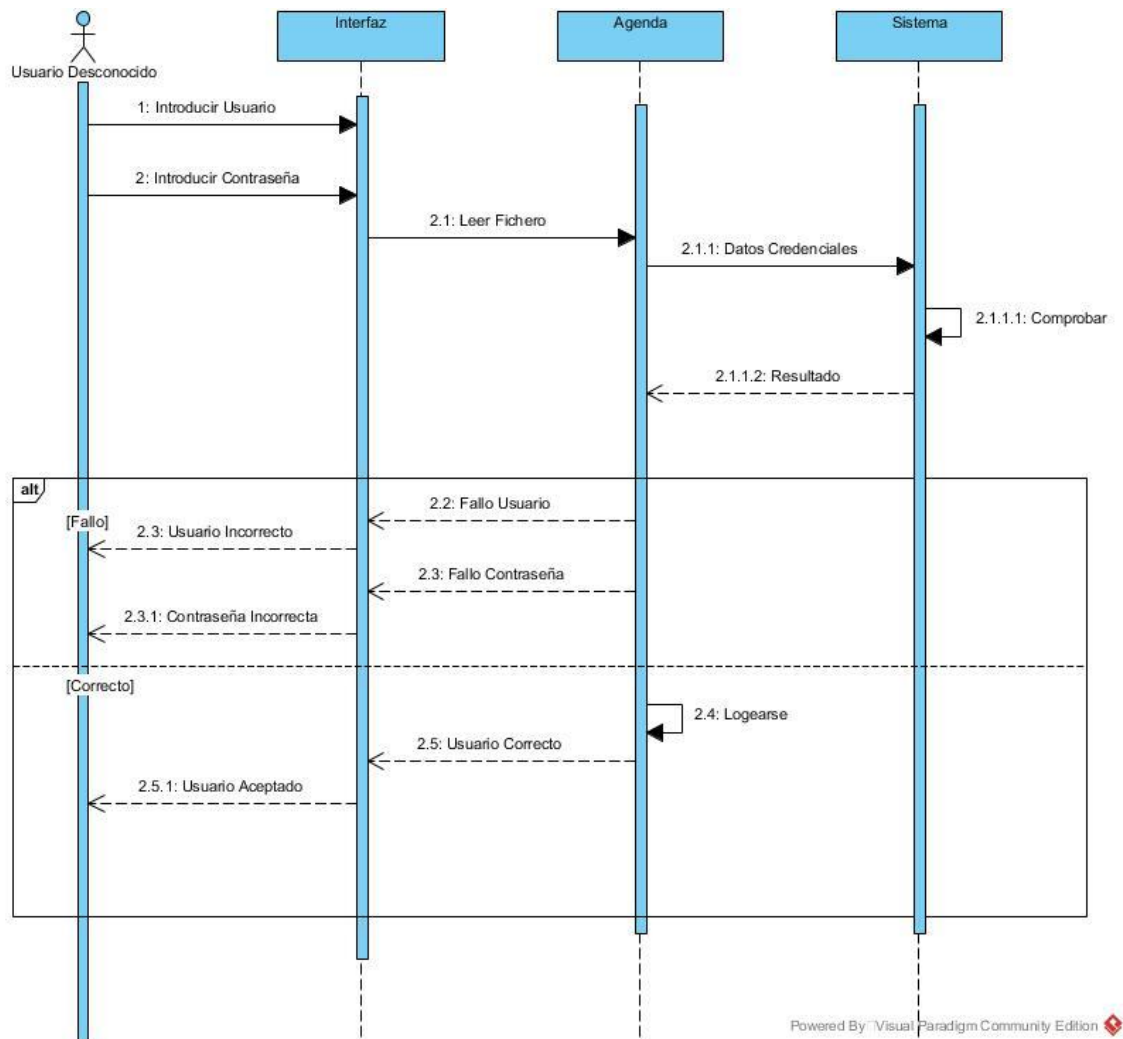 Interfaz
Agenda
Sistema
Usuario Desconocido
1: Introducir Usuario
2: Introducir Contraseña
2.1: Leer Fichero
2.1.1: Datos Credenciales
2.1.1.1: Comprobar
2.1.1.2: Resultado
alt
2.2: Fallo Usuario
[Fallo]
2.3: Usuario Incorrecto
2.3: Fallo Contraseña
2.3.1: Contraseña Incorrecta
[Correcto]
2.4: Logearse
2.5: Usuario Correcto
2.5.1: Usuario Aceptado
Powered By Visual Paradigm Community Edition